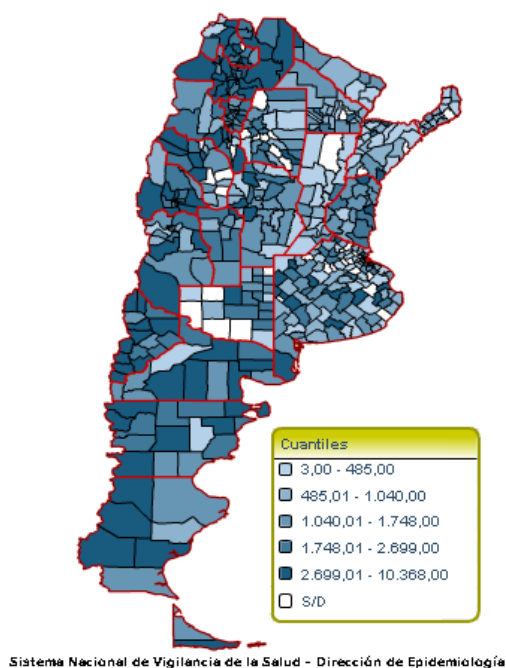 Cuantiles
3,00 - 485,00
485,01 - 1.040,00
1.040,01 - 1.748,00
1.748,01 - 2.699,00
2.699,01 - 10.368,00
S/D
Sistema Nacional de Vigilancia de la Salud - Dirección de Epidemiología